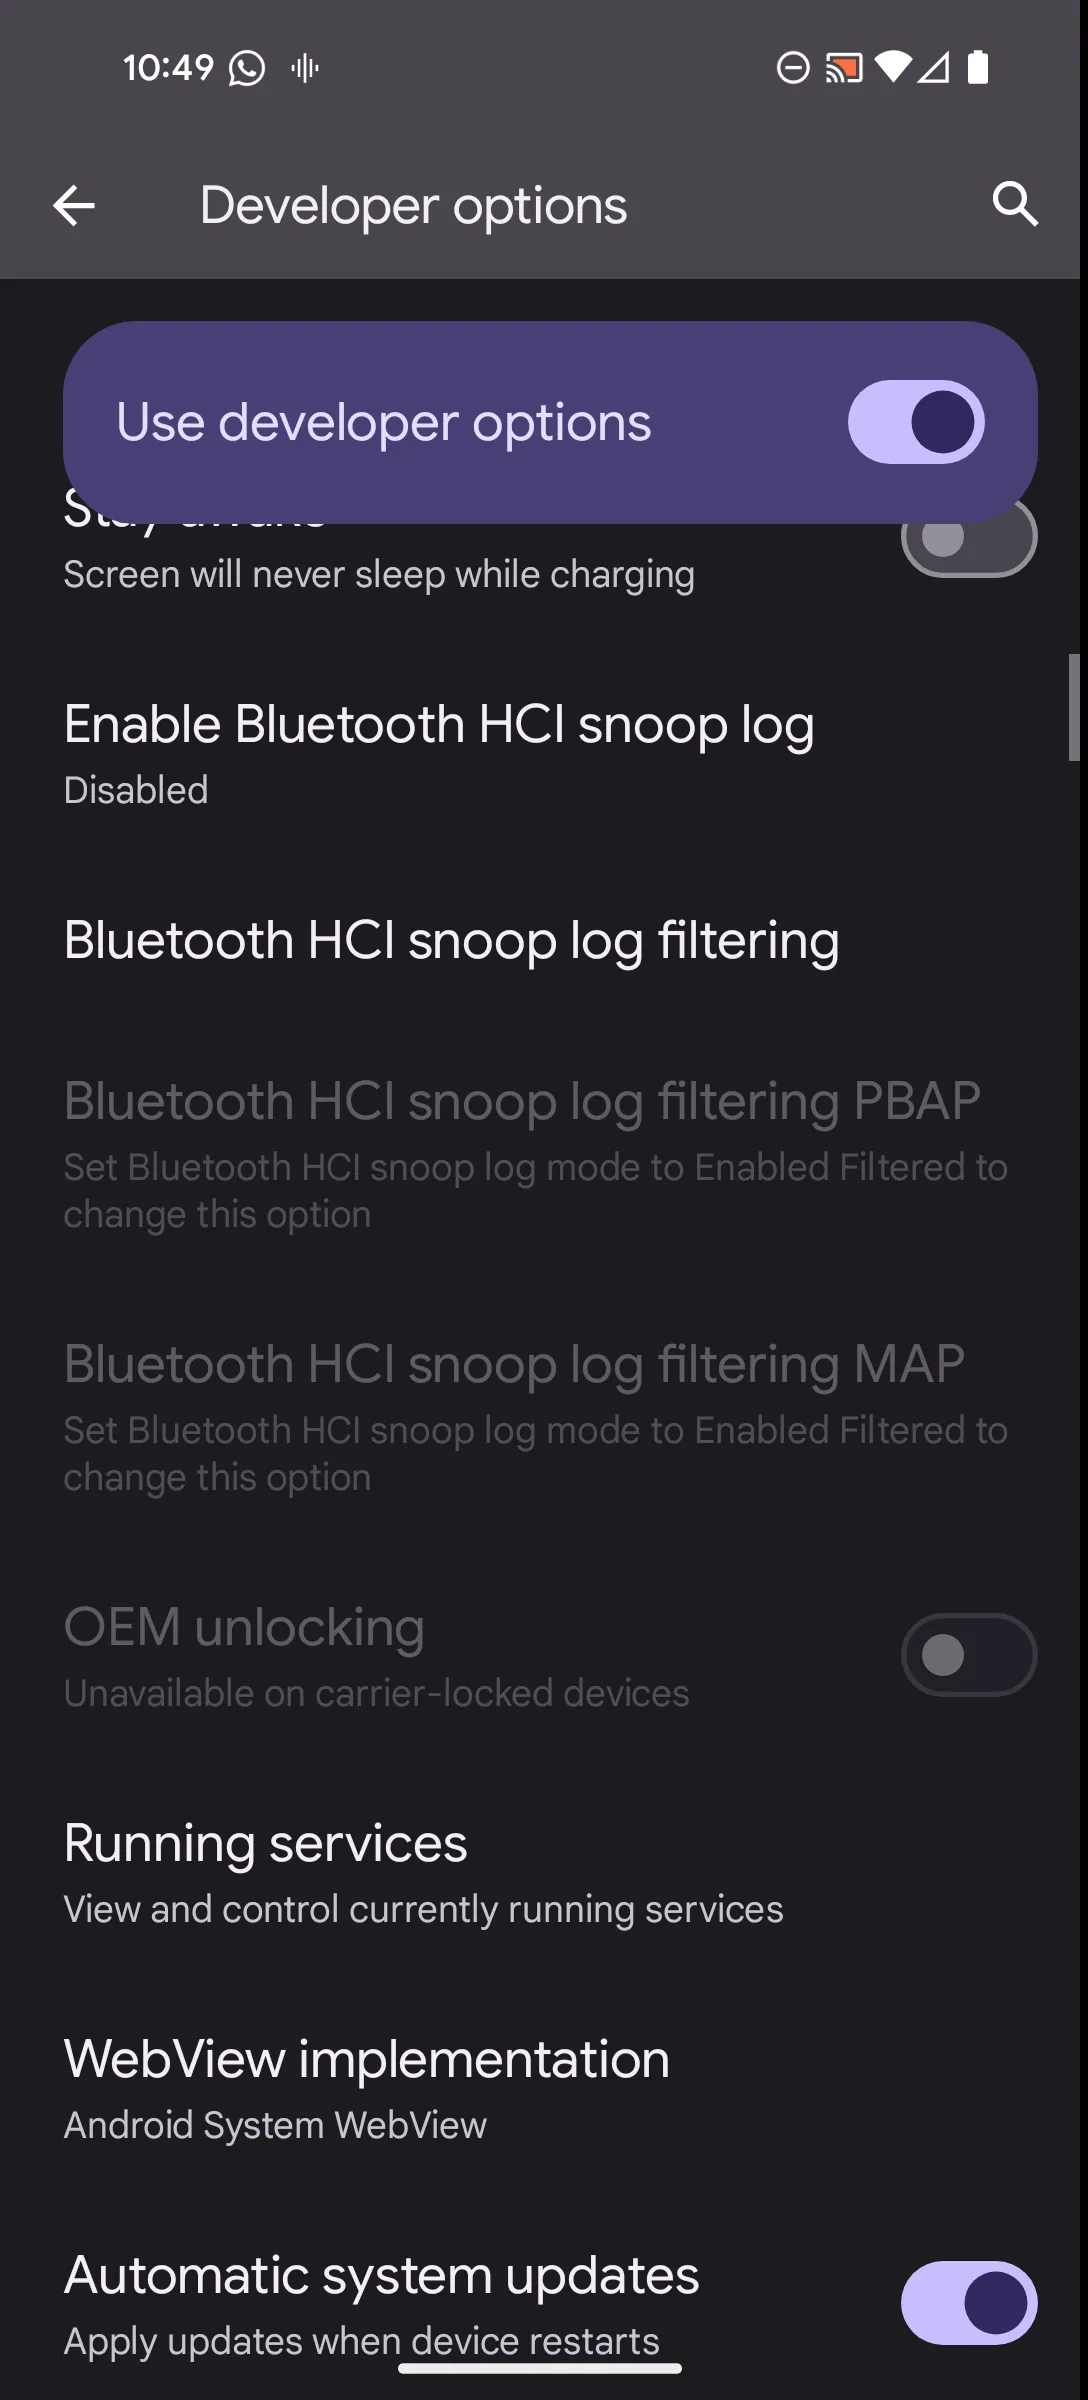 10:49
Developer options
Use developer options
Stay awake
Screen will never sleep while charging
Enable Bluetooth HCI snoop log
Disabled
Bluetooth HCI snoop log filtering
Bluetooth HCI snoop log filtering PBAP
Set Bluetooth HCI snoop log mode to Enabled Filtered to
change this option
Bluetooth HCI snoop log filtering MAP
Set Bluetooth HCI snoop log mode to Enabled Filtered to
change this option
OEM unlocking
Unavailable on carrier-locked devices
Running services
View and control currently running services
WebView implementation
Android System WebView
Automatic system updates
Apply updates when device restarts